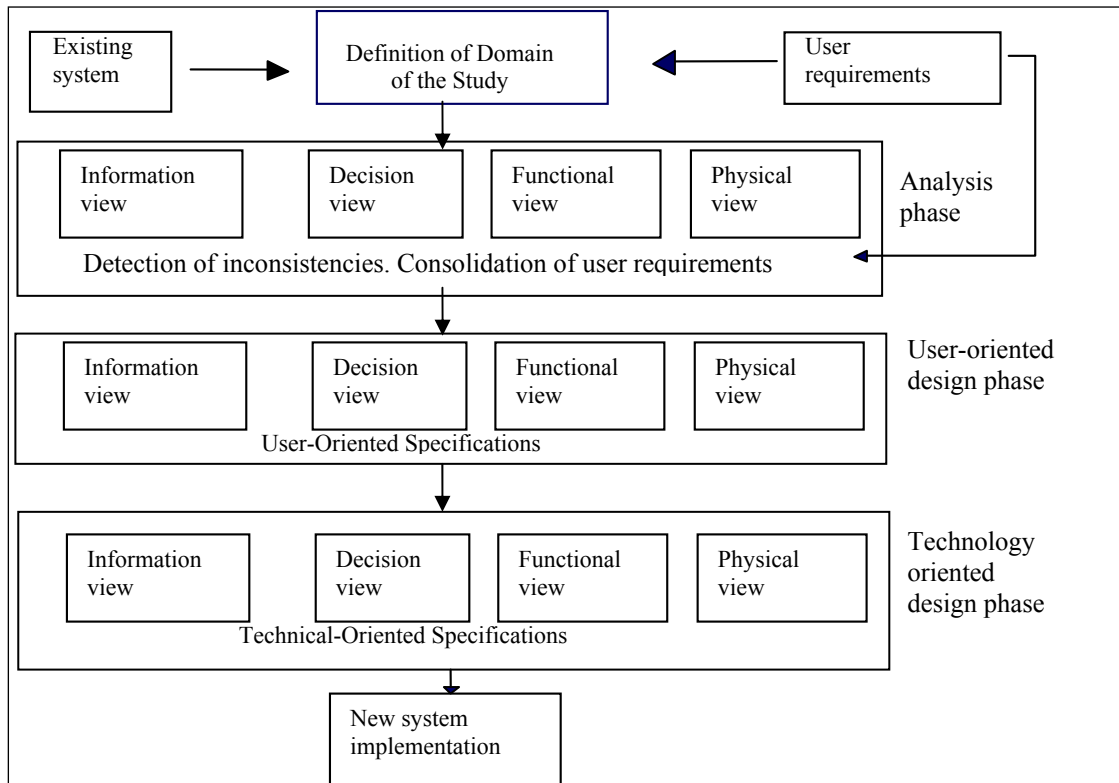 Existing
system
Definition of Domain
of the Study
User
requirements
Information
view
Decision
view
Functional
view
Physical
view
Analysis
phase
Detection of inconsistencies. Consolidation of user requirements
Information
view
Decision
view
Functional
view
Physical
view
User-oriented
design phase
User-Oriented Specifications
Information
view
Decision
view
Functional
view
Physical
view
Technology
oriented
design phase
Technical-Oriented Specifications
New system
implementation